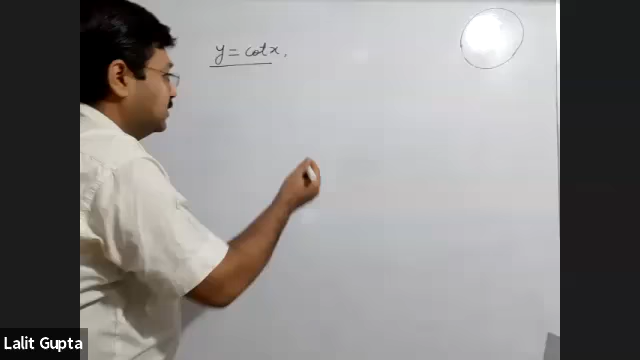 y = cot x,
Lalit Gupta